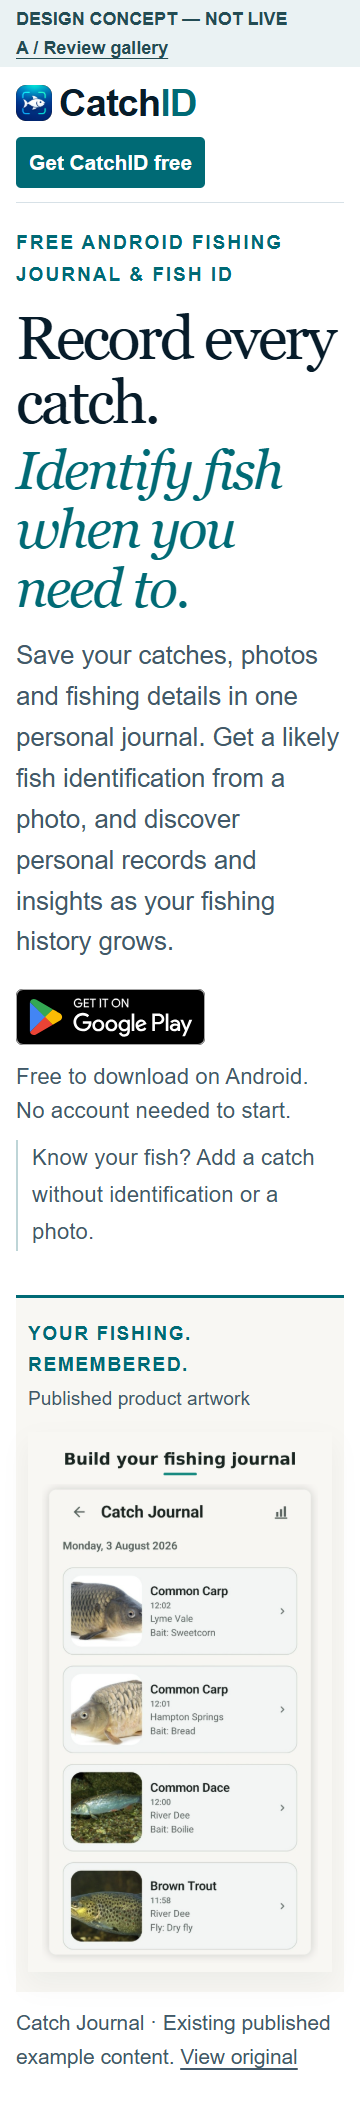 DESIGN CONCEPT — NOT LIVE
A / Review gallery
CatchID
Get CatchID free
FREE ANDROID FISHING
JOURNAL & FISH ID
Record every
catch.
Identify fish
when you
need to.
Save your catches, photos
and fishing details in one
personal journal. Get a likely
fish identification from a
photo, and discover
personal records and
insights as your fishing
history grows.
GET IT ON
Google Play
Free to download on Android.
No account needed to start.
Know your fish? Add a catch
without identification or a
photo.
YOUR FISHING.
REMEMBERED.
Published product artwork
Build your fishing journal
Catch Journal
Monday, 3 August 2026
Common Carp
12:02
Lyme Vale
Bait: Sweetcorn
Common Carp
12:01
Hampton Springs
Bait: Bread
Common Dace
12:00
River Dee
Bait: Boilie
Brown Trout
11:58
River Dee
Fly: Dry fly
Catch Journal · Existing published
example content. View original